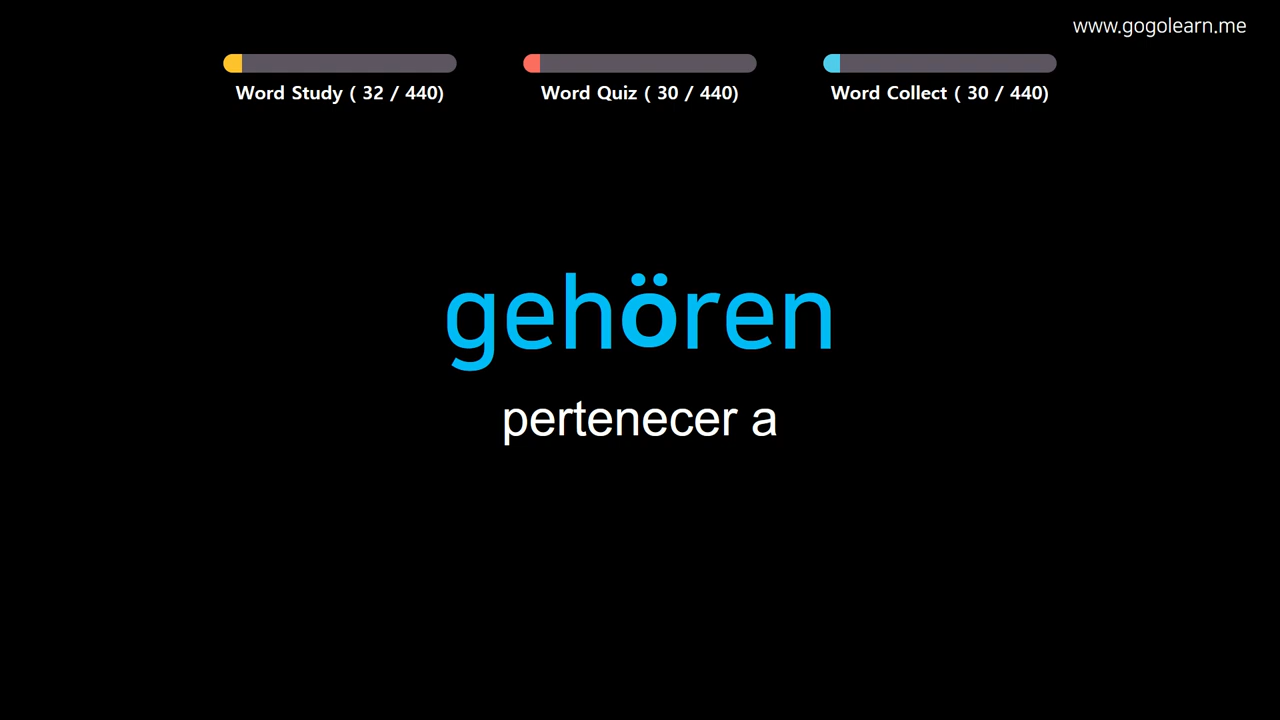 www.gogolearn.me
Word Study ( 32 / 440)
Word Quiz ( 30 / 440)
Word Collect ( 30 / 440)
gehören
pertenecer a